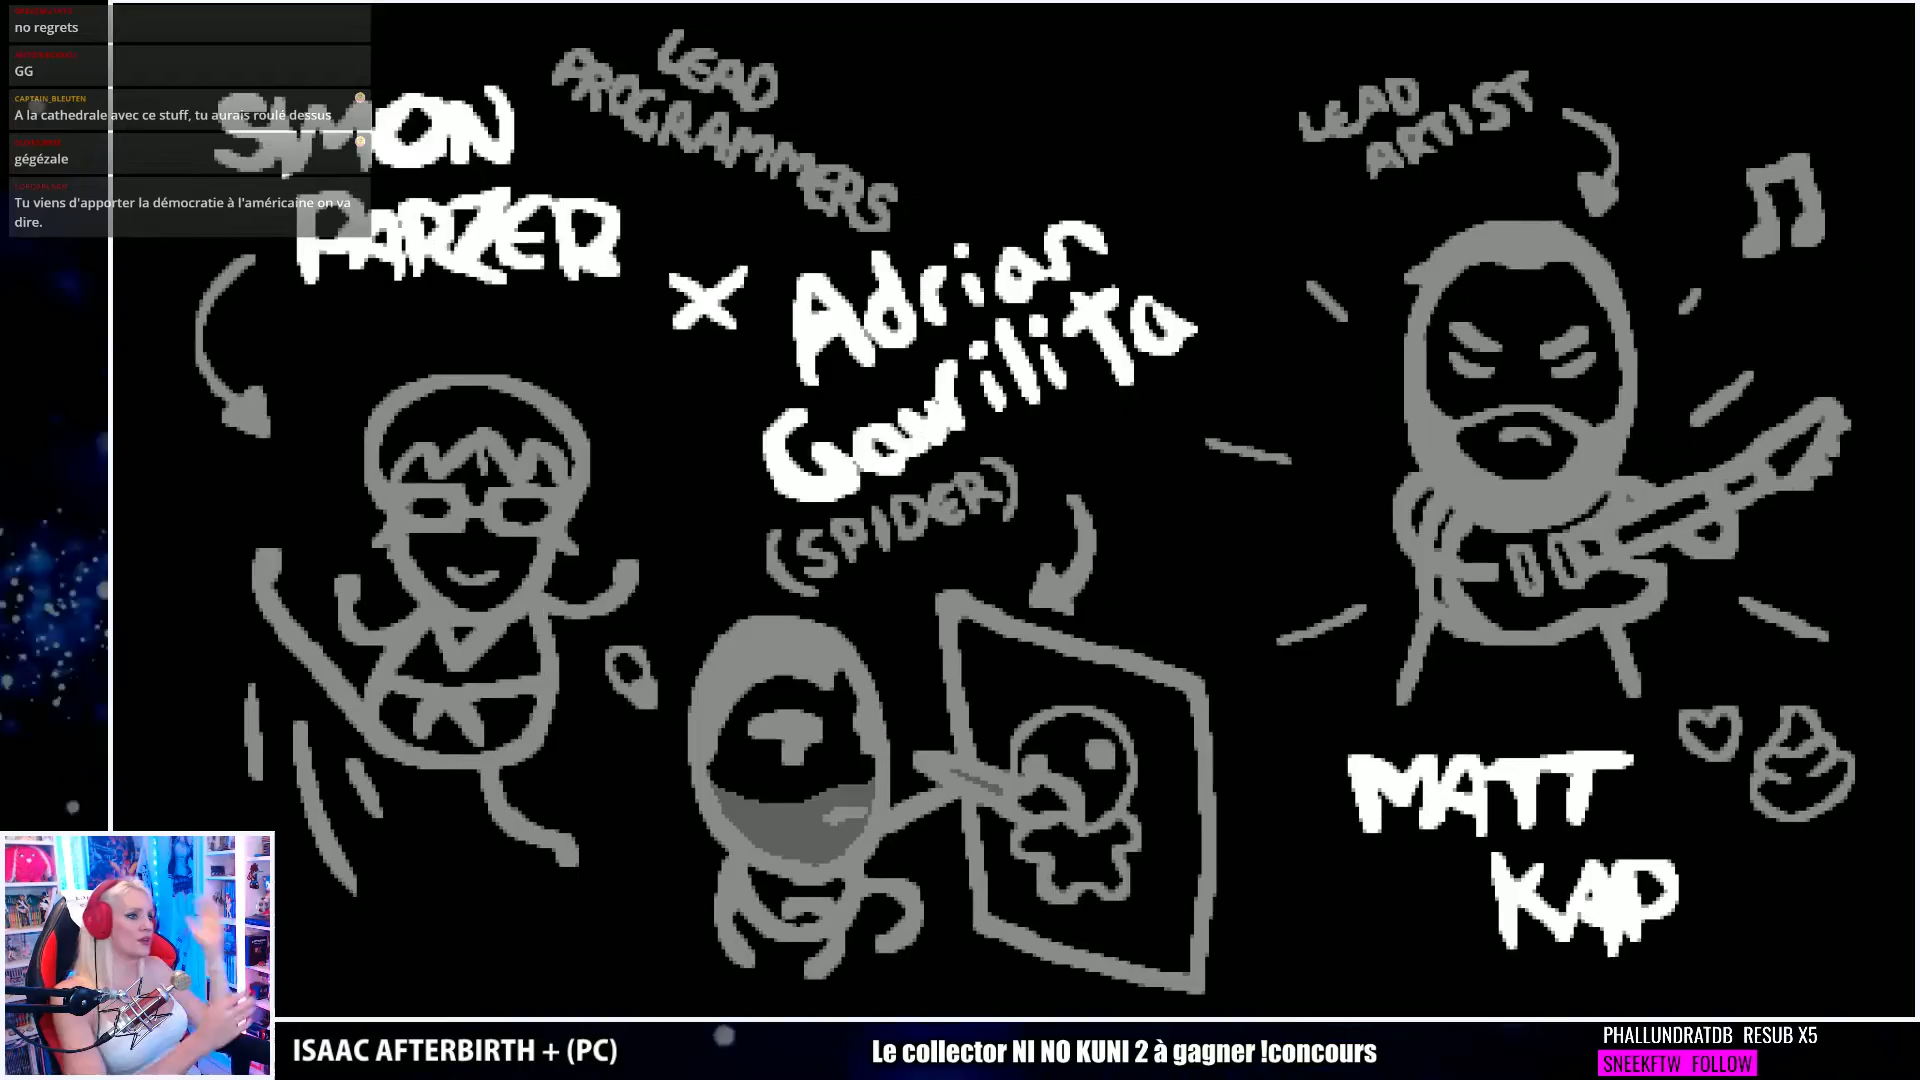 no regrets
GG
CAPTAIN_BLEUTEN
A la cathedrale avec ce stuff, tu aurais roulé dessus
gégézale
Tu viens d'apporter la démocratie à l'américaine on va
dire.
SIMON
PARZER
LEAD
PROGRAMMERS
X
Adrian
Gavrilita
(SPIDER)
LEAD
ARTIST
MATT
KAP
ISAAC AFTERBIRTH + (PC)
Le collector NI NO KUNI 2 à gagner !concours
PHALLUNDRATDB RESUB X5
SNEEKFTW FOLLOW